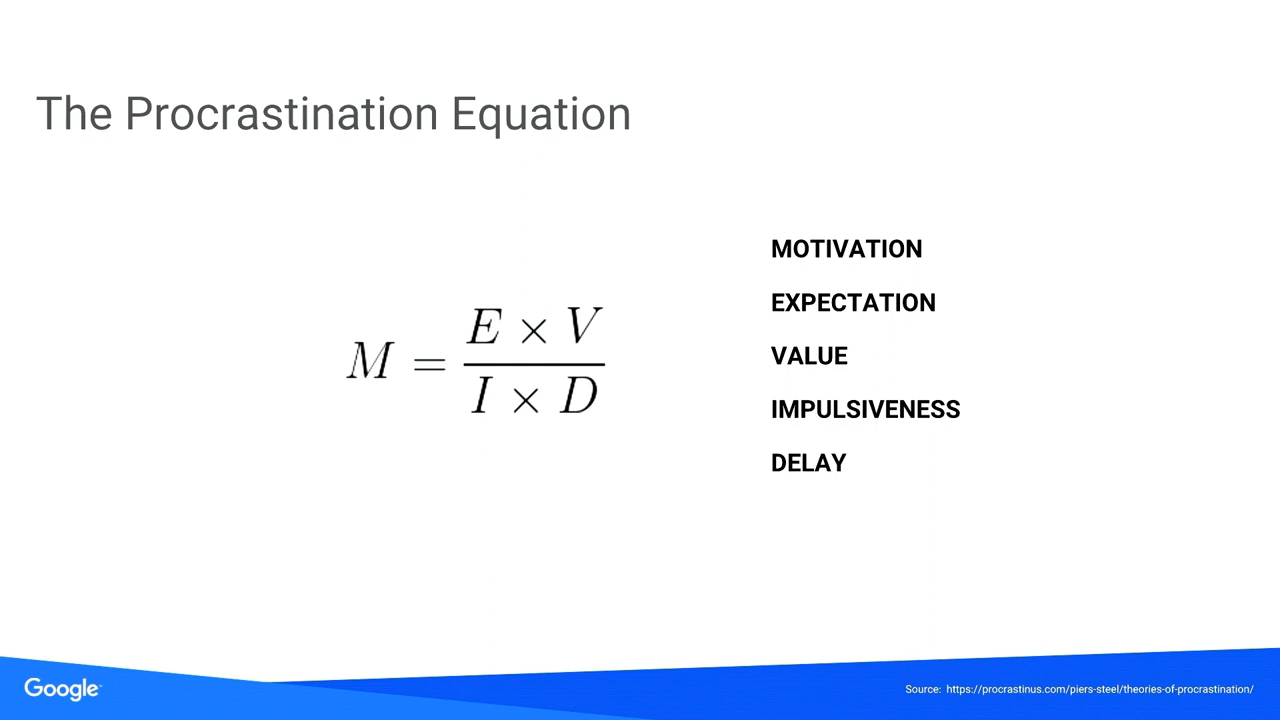 The Procrastination Equation
M = E × V / I × D
MOTIVATION
EXPECTATION
VALUE
IMPULSIVENESS
DELAY
Google
Source: https://procrastinus.com/piers-steel/theories-of-procrastination/